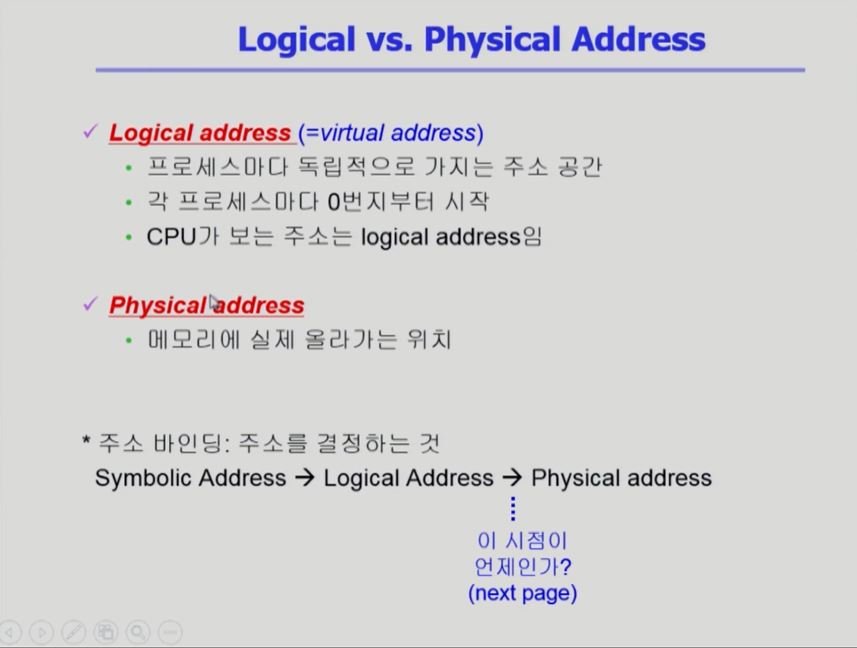 Logical vs. Physical Address
✓ Logical address (=virtual address)
• 프로세스마다 독립적으로 가지는 주소 공간
• 각 프로세스마다 0번지부터 시작
• CPU가 보는 주소는 logical address임
✓ Physical address
• 메모리에 실제 올라가는 위치
* 주소 바인딩: 주소를 결정하는 것
Symbolic Address → Logical Address → Physical address
이 시점이
언제인가?
(next page)